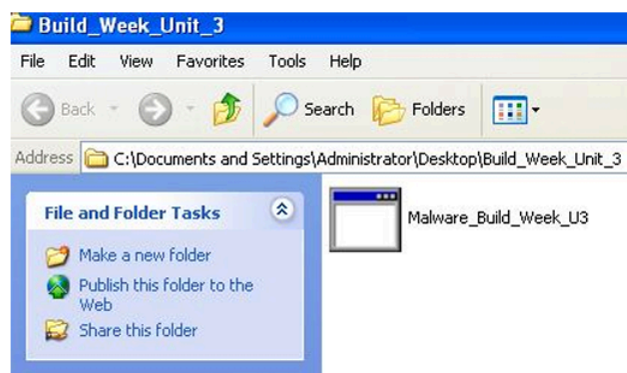 Build_Week_Unit_3
File Edit View Favorites Tools Help
Back Search Folders
Address C:\Documents and Settings\Administrator\Desktop\Build_Week_Unit_3
File and Folder Tasks
Make a new folder
Publish this folder to the
Web
Share this folder
Malware_Build_Week_U3